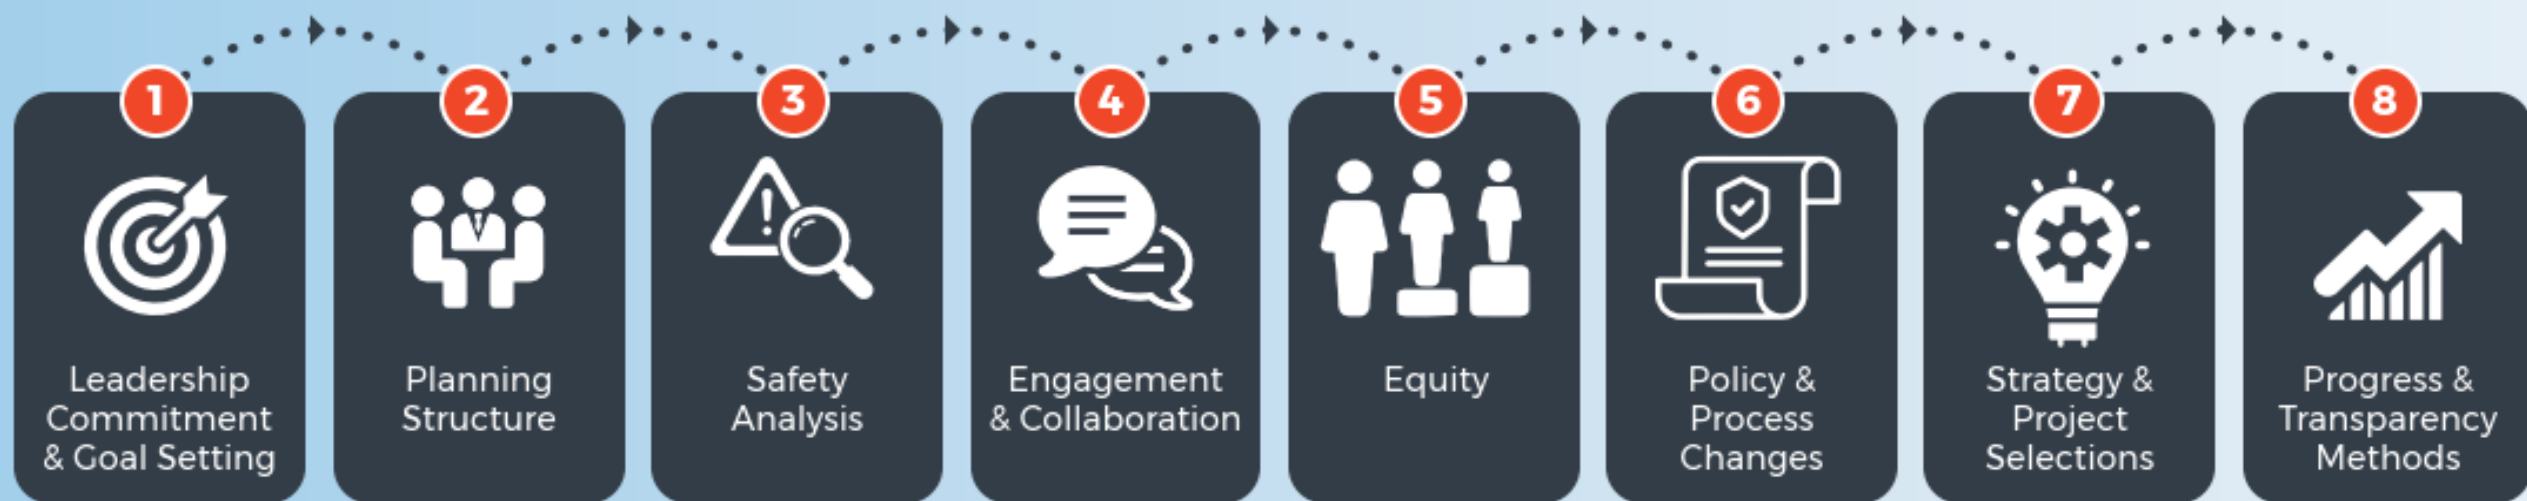 1
Leadership
Commitment
& Goal Setting
2
Planning
Structure
3
Safety
Analysis
4
Engagement
& Collaboration
5
Equity
6
Policy &
Process
Changes
7
Strategy &
Project
Selections
8
Progress &
Transparency
Methods